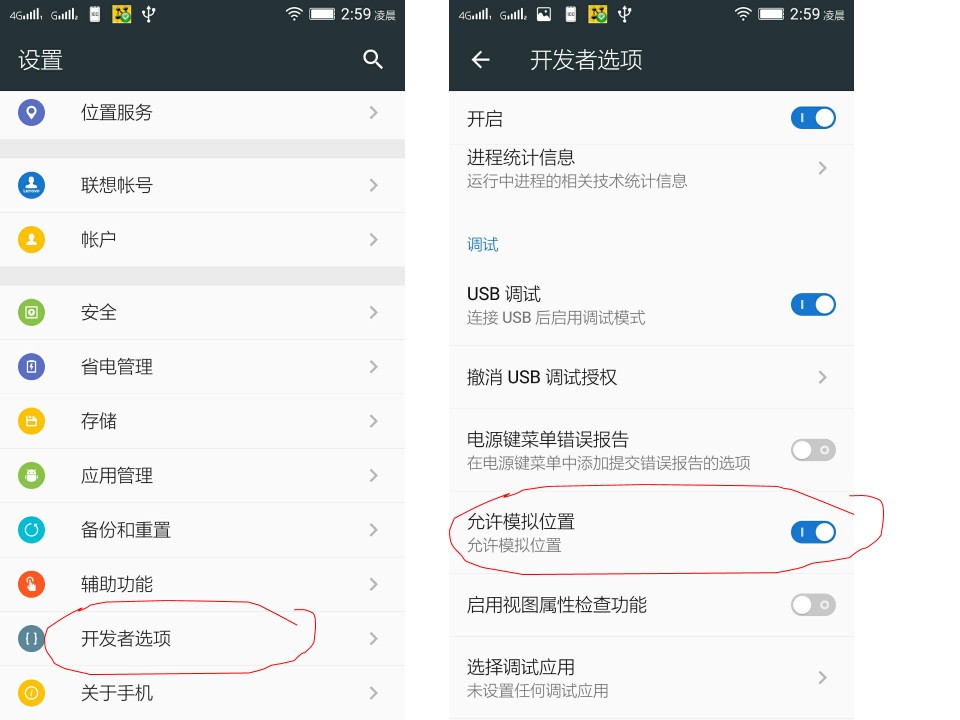 4G G 2:59 凌晨
设置
位置服务
联想帐号
帐户
安全
省电管理
存储
应用管理
备份和重置
辅助功能
开发者选项
关于手机
4G G 2:59 凌晨
开发者选项
开启
进程统计信息
运行中进程的相关技术统计信息
调试
USB 调试
连接 USB 后启用调试模式
撤消 USB 调试授权
电源键菜单错误报告
在电源键菜单中添加提交错误报告的选项
允许模拟位置
允许模拟位置
启用视图属性检查功能
选择调试应用
未设置任何调试应用